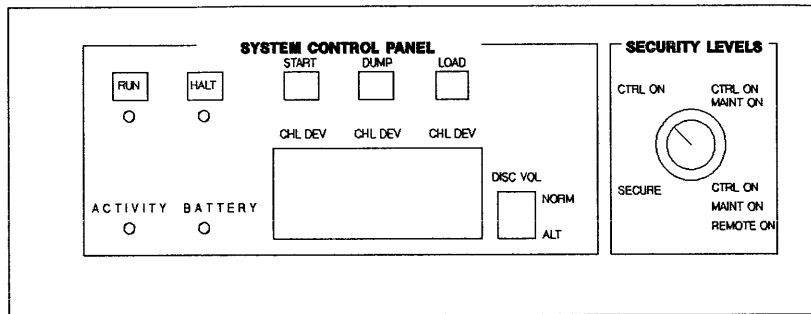 SYSTEM CONTROL PANEL
START DUMP LOAD
RUN HALT
CHL DEV CHL DEV CHL DEV
DISC VOL
NORM
ALT
ACTIVITY BATTERY
SECURITY LEVELS
CTRL ON
CTRL ON
MAINT ON
SECURE
CTRL ON
MAINT ON
REMOTE ON